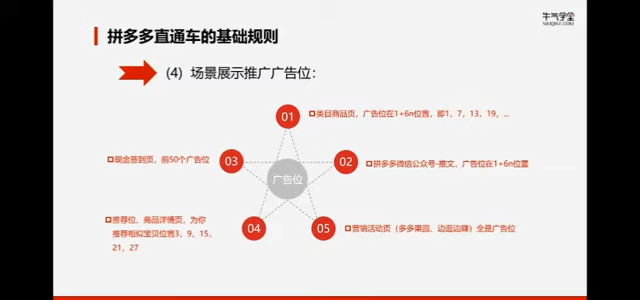 牛气学堂
拼多多直通车的基础规则
(4) 场景展示推广广告位:
01
类目商品页,广告位在1+6n位置,即1、7、13、19、...
现金签到页,前50个广告位
03
02
拼多多微信公众号-推文,广告位在1+6n位置
广告位
推荐位、商品详情页,为你
推荐相似宝贝位置3、9、15、
21、27
04
05
营销活动页(多多果园、边逛边赚)全是广告位